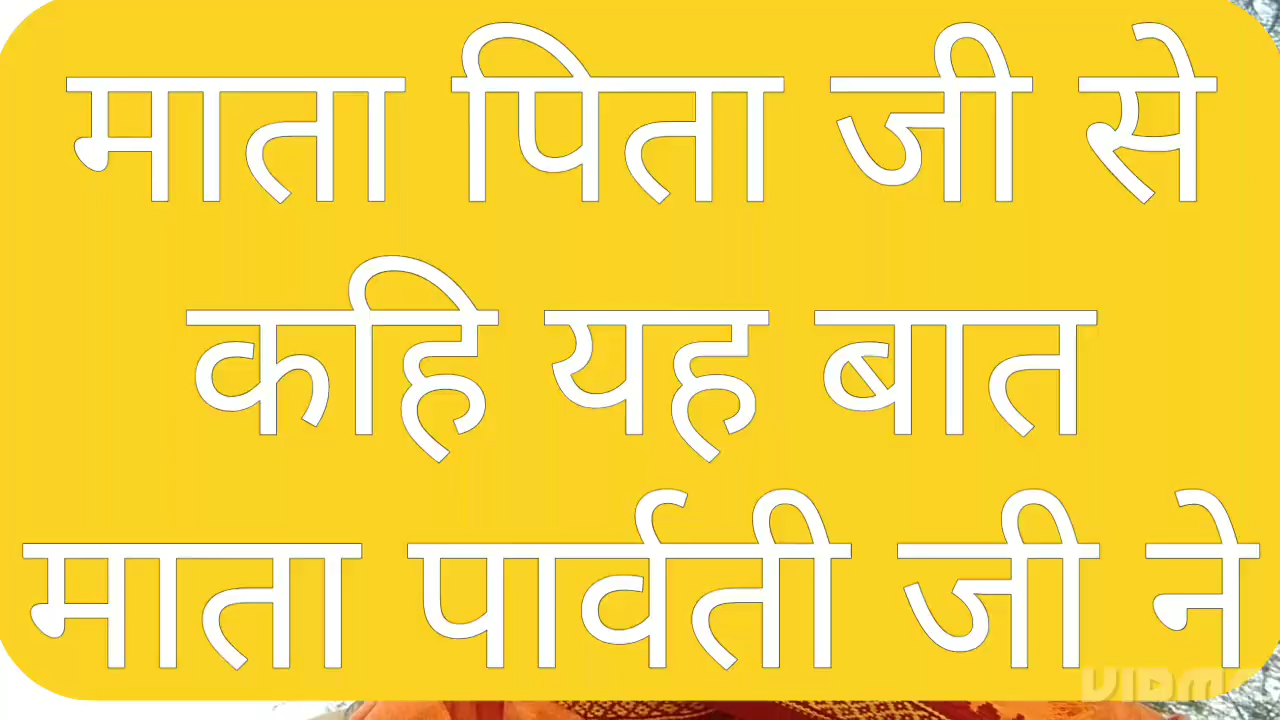 माता पिता जी से
कहि यह बात
माता पार्वती जी ने